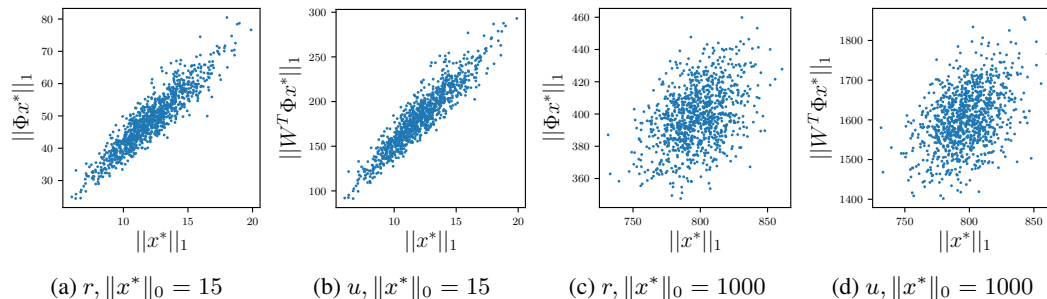 80
70
60
50
40
30
10
15
20
||Φx*||₁
||x*||₁
(a) r, ‖x*‖₀ = 15
300
250
200
150
100
10
15
20
||WᵀΦx*||₁
||x*||₁
(b) u, ‖x*‖₀ = 15
460
440
420
400
380
360
750
800
850
||Φx*||₁
||x*||₁
(c) r, ‖x*‖₀ = 1000
1800
1700
1600
1500
1400
750
800
850
||WᵀΦx*||₁
||x*||₁
(d) u, ‖x*‖₀ = 1000